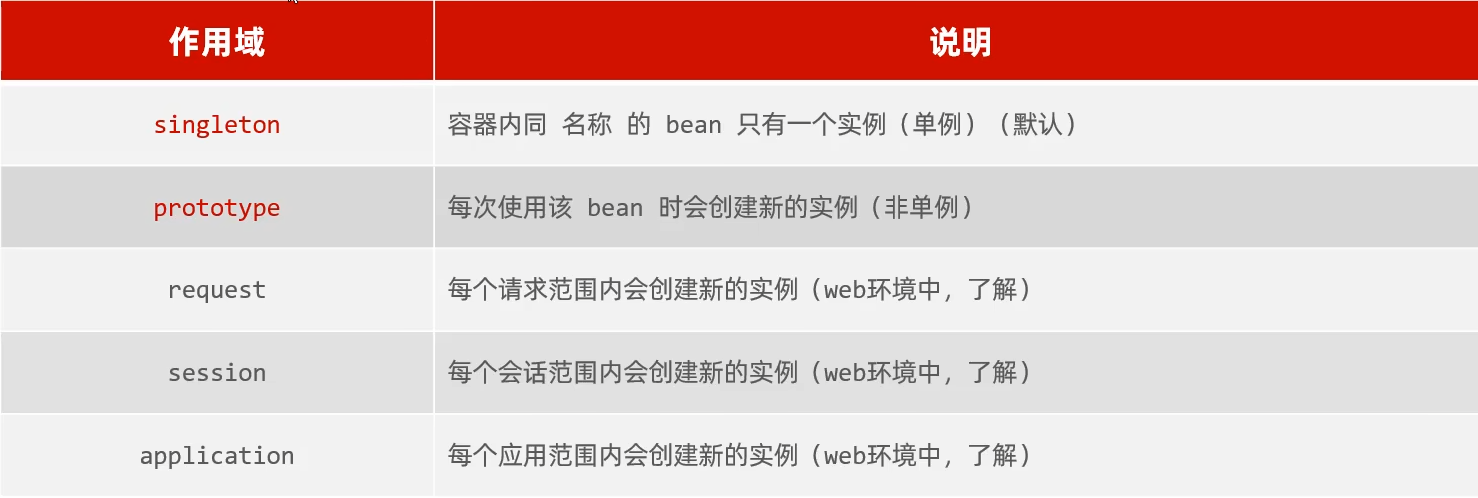 作用域 说明
singleton 容器内同 名称 的 bean 只有一个实例（单例）（默认）
prototype 每次使用该 bean 时会创建新的实例（非单例）
request 每个请求范围内会创建新的实例（web环境中，了解）
session 每个会话范围内会创建新的实例（web环境中，了解）
application 每个应用范围内会创建新的实例（web环境中，了解）